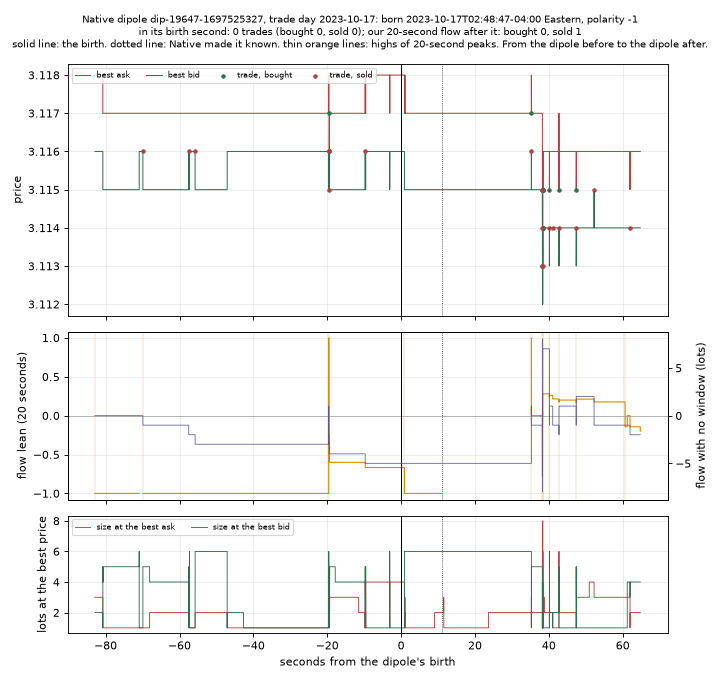 Native dipole dip-19647-1697525327, trade day 2023-10-17: born 2023-10-17T02:48:47-04:00 Eastern, polarity -1
in its birth second: 0 trades (bought 0, sold 0); our 20-second flow after it: bought 0, sold 1
solid line: the birth. dotted line: Native made it known. thin orange lines: highs of 20-second peaks. From the dipole before to the dipole after.
best ask
best bid
trade, bought
trade, sold
3.118
3.117
3.116
3.115
3.114
3.113
3.112
price
1.0
0.5
0.0
−0.5
−1.0
flow lean (20 seconds)
5
0
−5
flow with no window (lots)
size at the best ask
size at the best bid
8
6
4
2
lots at the best price
−80
−60
−40
−20
0
20
40
60
seconds from the dipole's birth